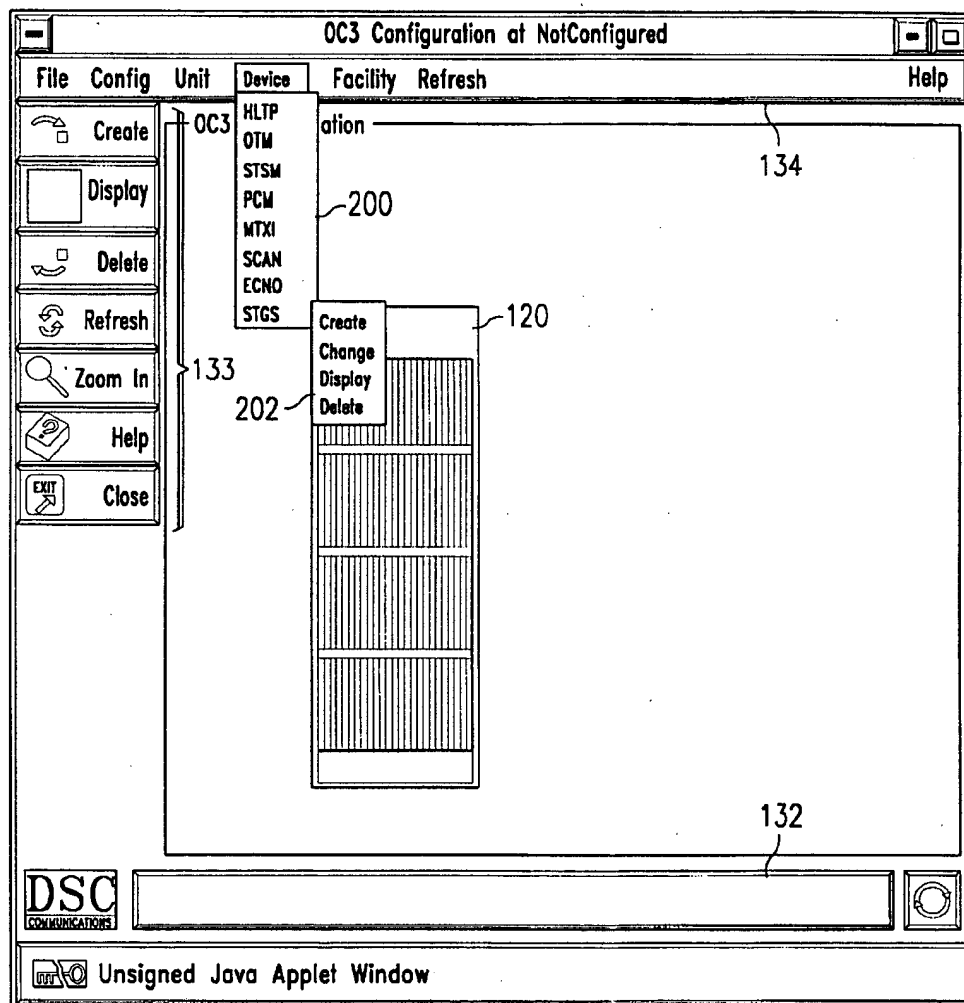 OC3 Configuration at NotConfigured
File Config Unit Device Facility Refresh Help
HLTP
OTM
STSM
PCM
MTXI
SCAN
ECNO
STGS
Create
Change
Display
Delete
Create
Display
Delete
Refresh
Zoom In
Help
EXIT Close
OC3 ation
134
200
120
133
202
132
DSC
COMMUNICATIONS
Unsigned Java Applet Window